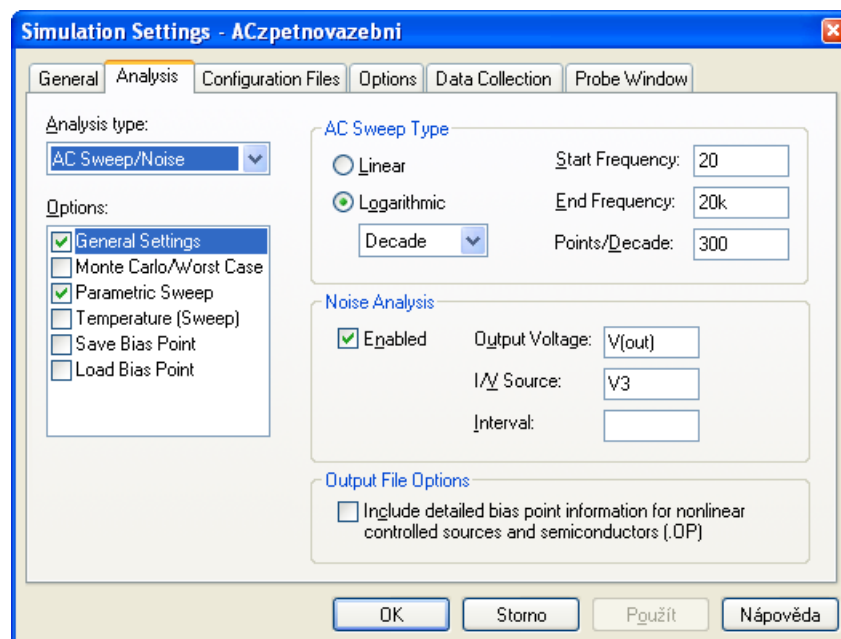 Simulation Settings - ACzpetnovazebni
General Analysis Configuration Files Options Data Collection Probe Window
Analysis type:
AC Sweep/Noise
Options:
General Settings
Monte Carlo/Worst Case
Parametric Sweep
Temperature (Sweep)
Save Bias Point
Load Bias Point
AC Sweep Type
Linear
Logarithmic
Decade
Start Frequency: 20
End Frequency: 20k
Points/Decade: 300
Noise Analysis
Enabled
Output Voltage: V(out)
I/V Source: V3
Interval:
Output File Options
Include detailed bias point information for nonlinear
controlled sources and semiconductors (.OP)
OK Storno Použít Nápověda